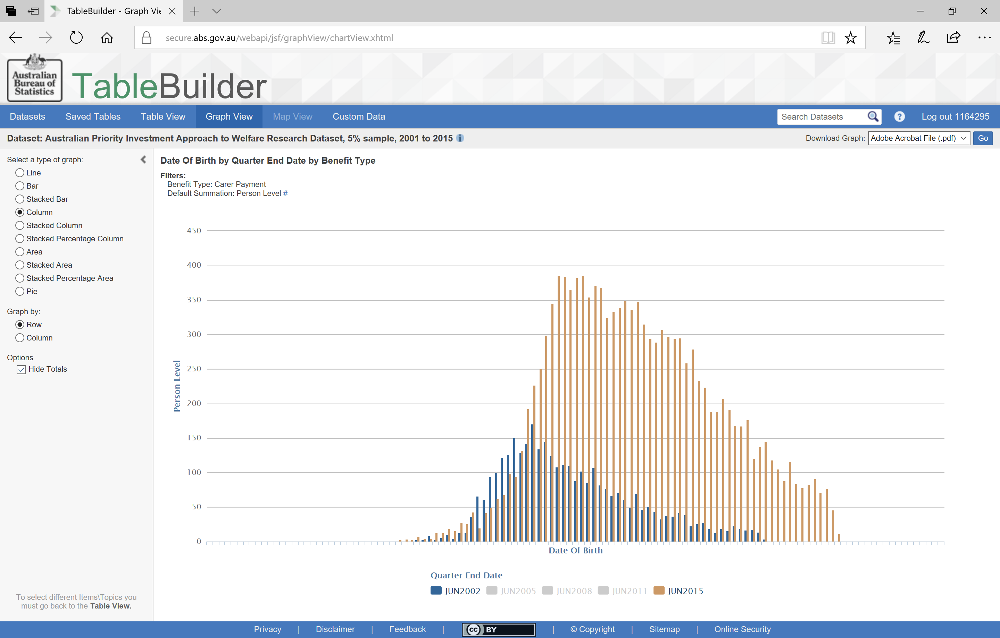 TableBuilder - Graph Vie
secure.abs.gov.au/webapi/jsf/graphView/chartView.xhtml
Australian
Bureau of
Statistics
TableBuilder
Datasets Saved Tables Table View Graph View Map View Custom Data Search Datasets ? Log out 1164295
Dataset: Australian Priority Investment Approach to Welfare Research Dataset, 5% sample, 2001 to 2015 i Download Graph: Adobe Acrobat File (.pdf) Go
Select a type of graph:
Line
Bar
Stacked Bar
Column
Stacked Column
Stacked Percentage Column
Area
Stacked Area
Stacked Percentage Area
Pie
Graph by:
Row
Column
Options
Hide Totals
To select different Items\Topics you
must go back to the Table View.
Date Of Birth by Quarter End Date by Benefit Type
Filters:
Benefit Type: Carer Payment
Default Summation: Person Level #
450
400
350
300
250
200
150
100
50
0
Person Level
Date Of Birth
Quarter End Date
JUN2002 JUN2005 JUN2008 JUN2011 JUN2015
Privacy | Disclaimer | Feedback | cc BY | © Copyright | Sitemap | Online Security